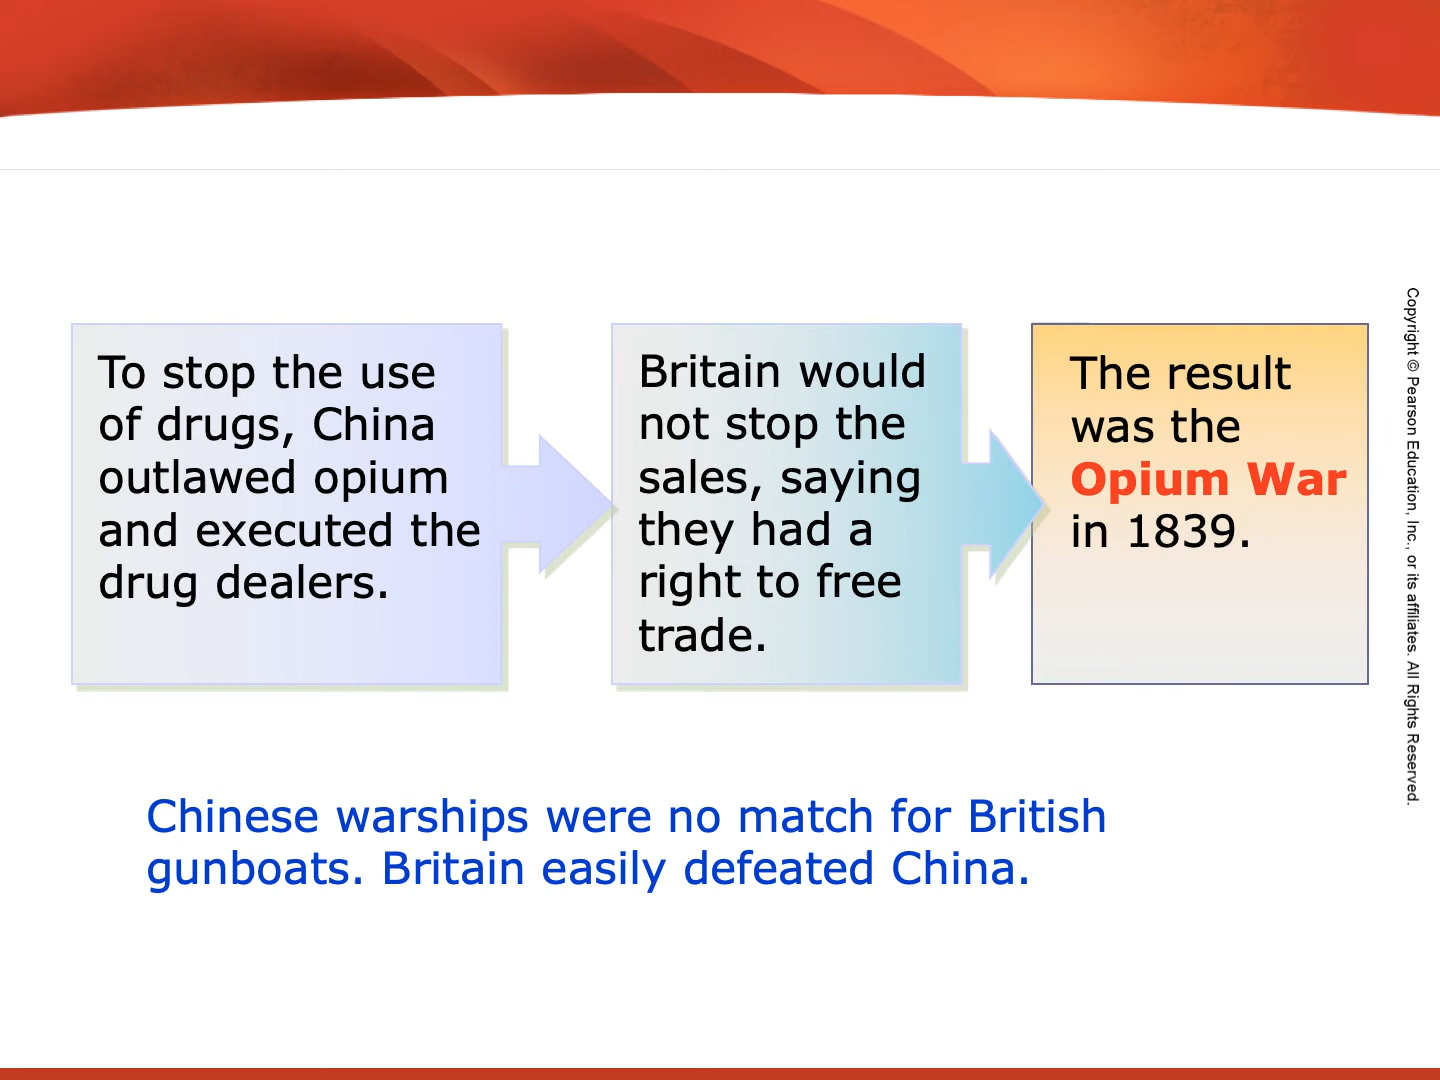 To stop the use
of drugs, China
outlawed opium
and executed the
drug dealers.
Britain would
not stop the
sales, saying
they had a
right to free
trade.
The result
was the
Opium War
in 1839.
Chinese warships were no match for British
gunboats. Britain easily defeated China.
Copyright © Pearson Education, Inc., or its affiliates. All Rights Reserved.